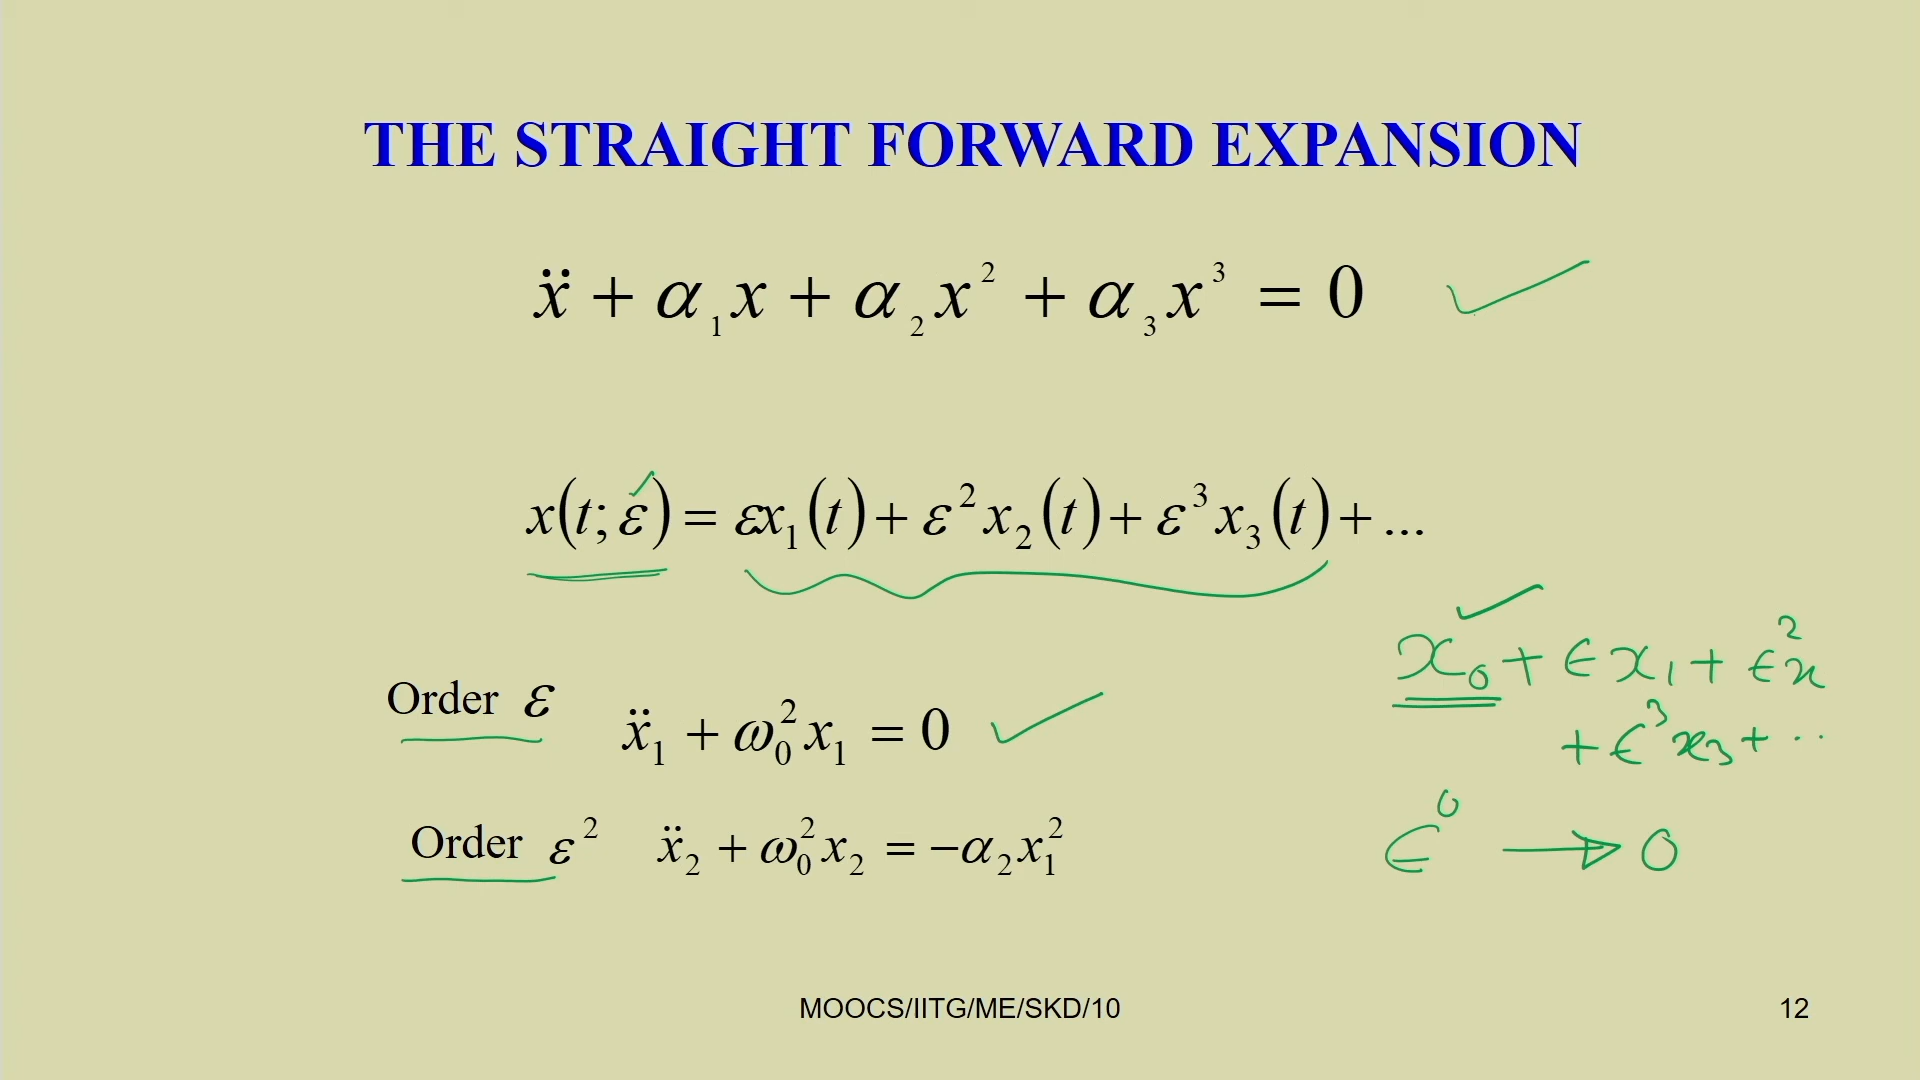 THE STRAIGHT FORWARD EXPANSION
ẍ + α₁x + α₂x² + α₃x³ = 0
x(t; ε) = εx₁(t) + ε²x₂(t) + ε³x₃(t) + ...
x₀ + ϵx₁ + ϵ²x
+ ϵ³x₃ + ..
Order ε ẍ₁ + ω₀²x₁ = 0
Order ε² ẍ₂ + ω₀²x₂ = −α₂x₁²
ϵ⁰ → 0
MOOCS/IITG/ME/SKD/10
12